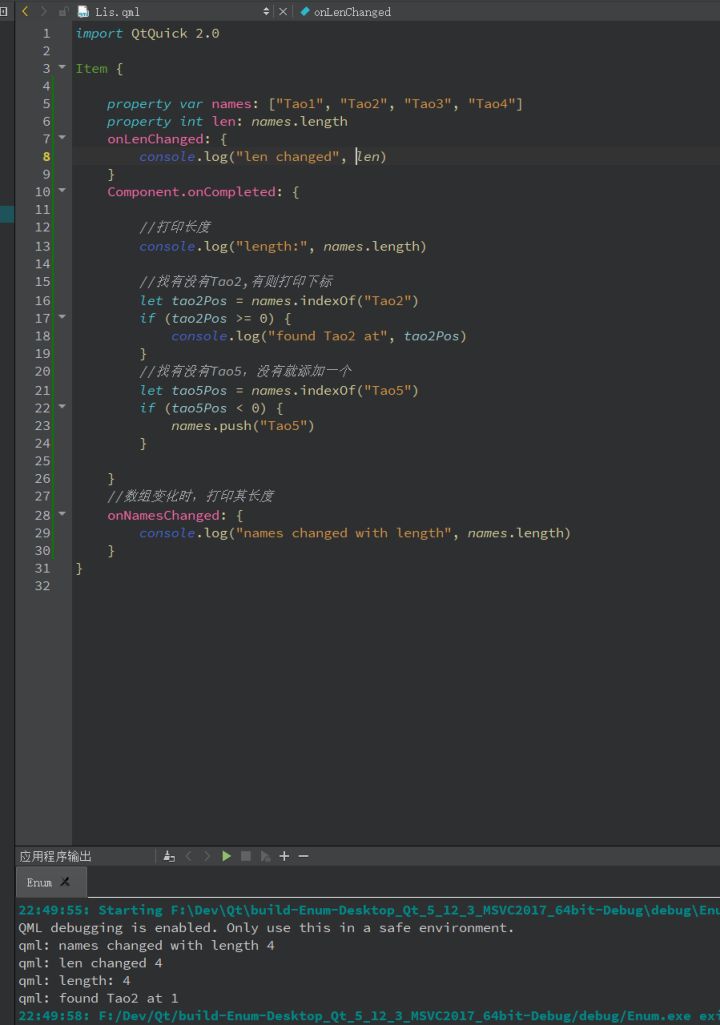 Lis.qml onLenChanged
1 import QtQuick 2.0
2
3 Item {
4
5 property var names: ["Tao1", "Tao2", "Tao3", "Tao4"]
6 property int len: names.length
7 onLenChanged: {
8 console.log("len changed", len)
9 }
10 Component.onCompleted: {
11
12 //打印长度
13 console.log("length:", names.length)
14
15 //找有没有Tao2,有则打印下标
16 let tao2Pos = names.indexOf("Tao2")
17 if (tao2Pos >= 0) {
18 console.log("found Tao2 at", tao2Pos)
19 }
20 //找有没有Tao5，没有就添加一个
21 let tao5Pos = names.indexOf("Tao5")
22 if (tao5Pos < 0) {
23 names.push("Tao5")
24 }
25
26 }
27 //数组变化时，打印其长度
28 onNamesChanged: {
29 console.log("names changed with length", names.length)
30 }
31 }
32
应用程序输出
Enum
22:49:55: Starting F:\Dev\Qt\build-Enum-Desktop_Qt_5_12_3_MSVC2017_64bit-Debug\debug\Enu
QML debugging is enabled. Only use this in a safe environment.
qml: names changed with length 4
qml: len changed 4
qml: length: 4
qml: found Tao2 at 1
22:49:58: F:/Dev/Qt/build-Enum-Desktop_Qt_5_12_3_MSVC2017_64bit-Debug/debug/Enum.exe exi